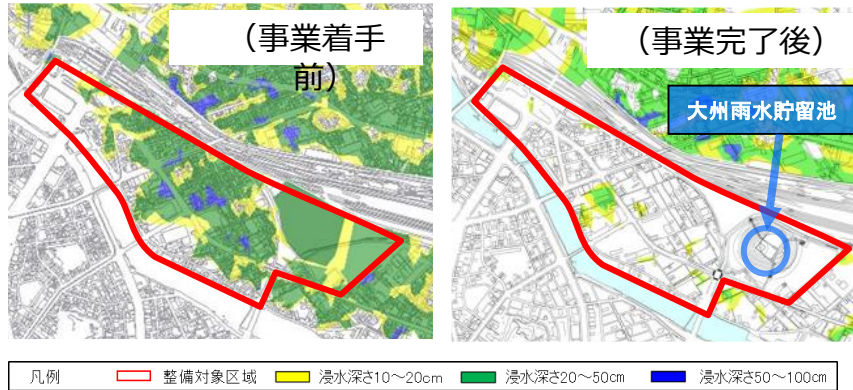 （事業着手
前）
（事業完了後）
大州雨水貯留池
凡例 整備対象区域 浸水深さ10～20cm 浸水深さ20～50cm 浸水深さ50～100cm